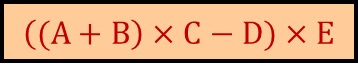 ((A + B) × C − D) × E